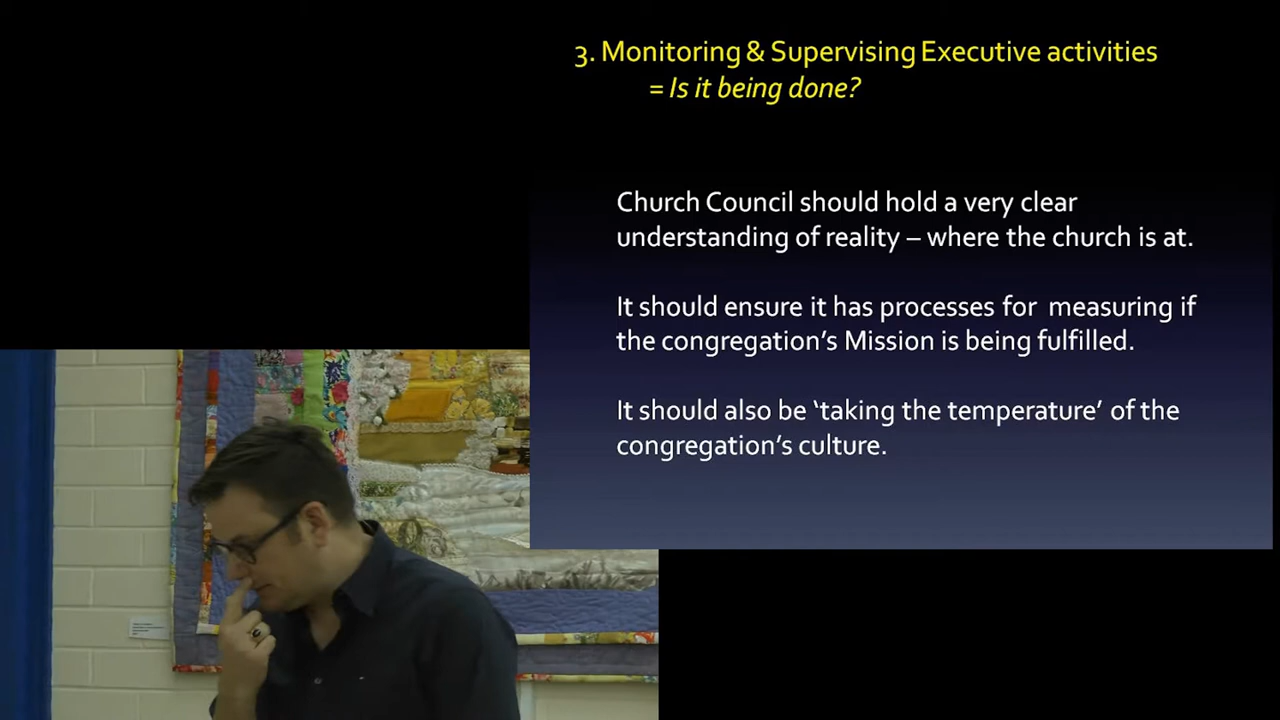 3. Monitoring & Supervising Executive activities
= Is it being done?
Church Council should hold a very clear
understanding of reality – where the church is at.
It should ensure it has processes for measuring if
the congregation’s Mission is being fulfilled.
It should also be ‘taking the temperature’ of the
congregation’s culture.